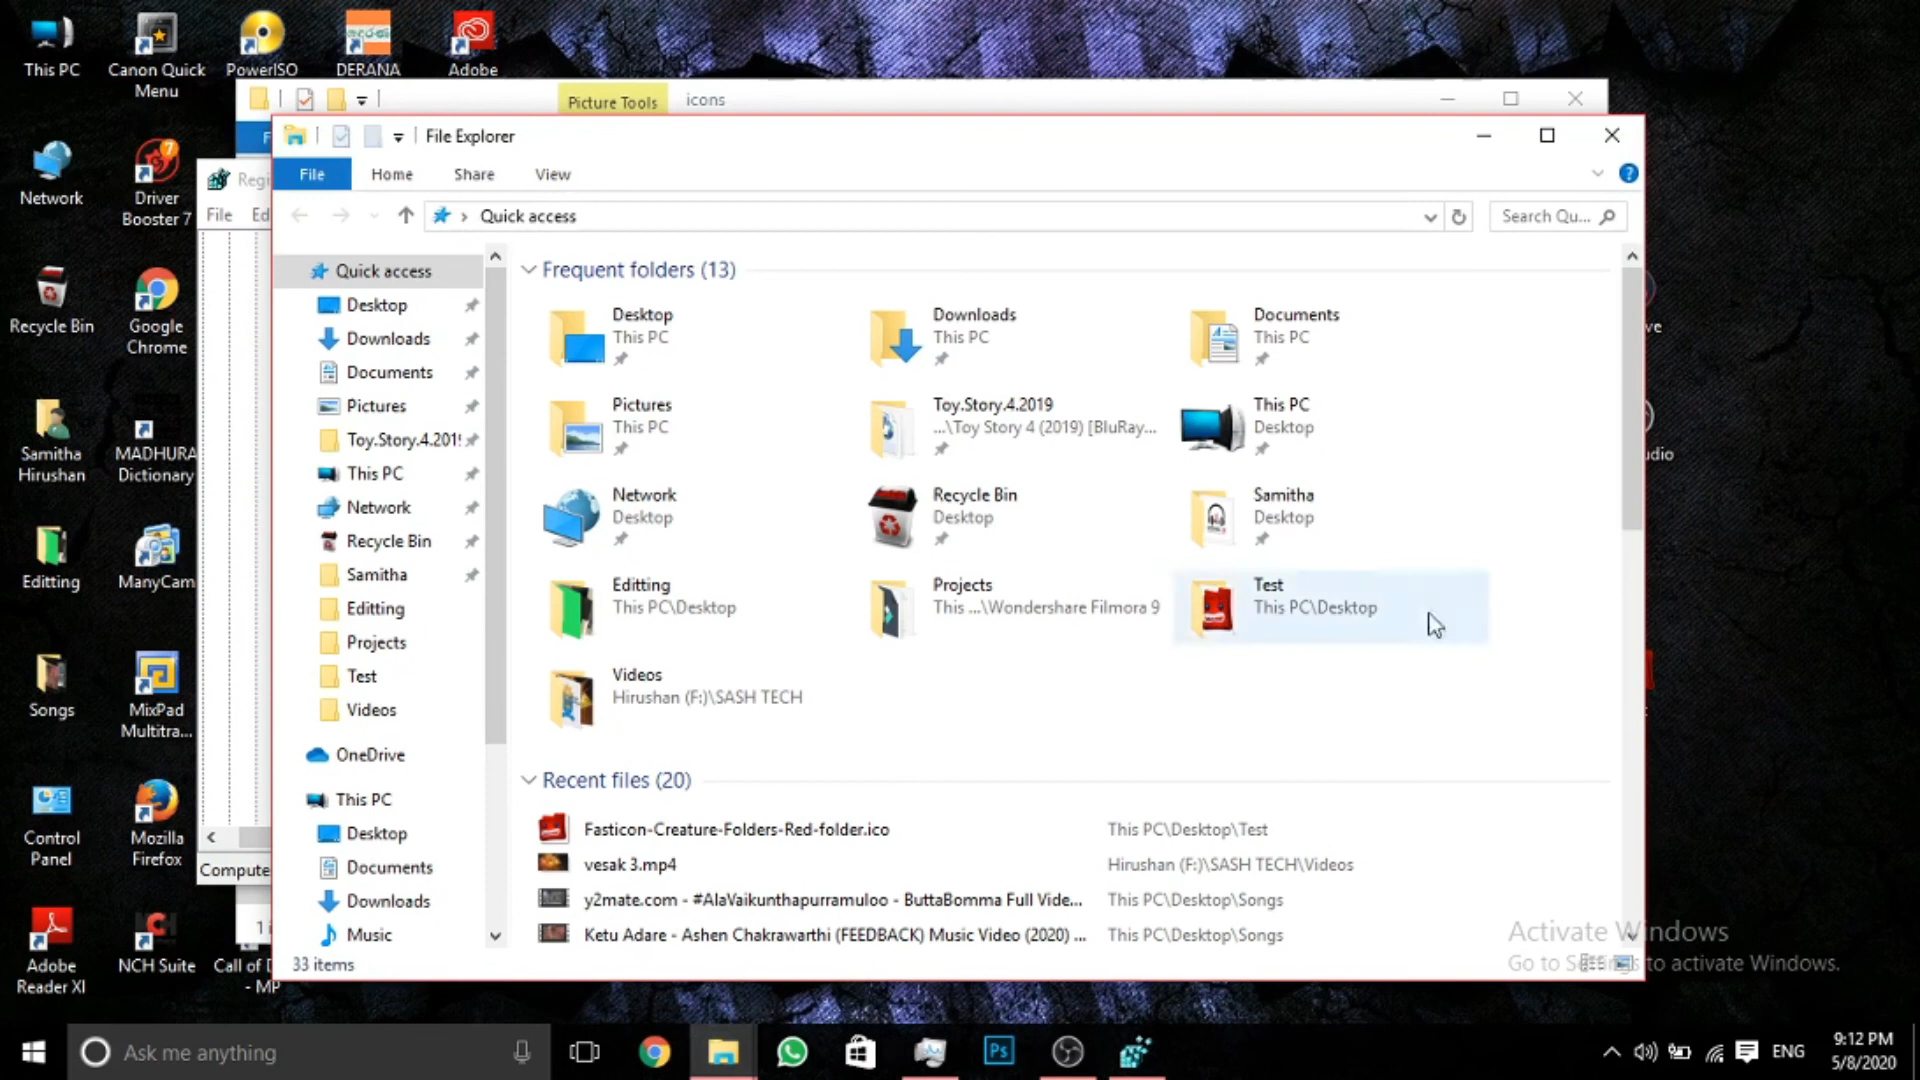 This PC
Canon Quick
Menu
PowerISO
DERANA
Adobe
Picture Tools
icons
Network
Driver
Booster 7
Recycle Bin
Google
Chrome
Samitha
Hirushan
MADHURA
Dictionary
Editting
ManyCam
Songs
MixPad
Multitra...
Control
Panel
Mozilla
Firefox
Adobe
Reader XI
NCH Suite
Call of D
- MP
Regi
File Ed
Compute
File Explorer
File Home Share View
Quick access
Search Qu...
Quick access
Desktop
Downloads
Documents
Pictures
Toy.Story.4.201!
This PC
Network
Recycle Bin
Samitha
Editting
Projects
Test
Videos
OneDrive
This PC
Desktop
Documents
Downloads
Music
33 items
Frequent folders (13)
Desktop
This PC
Downloads
This PC
Documents
This PC
Pictures
This PC
Toy.Story.4.2019
...\Toy Story 4 (2019) [BluRay...
This PC
Desktop
Network
Desktop
Recycle Bin
Desktop
Samitha
Desktop
Editting
This PC\Desktop
Projects
This ...\Wondershare Filmora 9
Test
This PC\Desktop
Videos
Hirushan (F:)\SASH TECH
Recent files (20)
Fasticon-Creature-Folders-Red-folder.ico This PC\Desktop\Test
vesak 3.mp4 Hirushan (F:)\SASH TECH\Videos
y2mate.com - #AlaVaikunthapurramuloo - ButtaBomma Full Vide... This PC\Desktop\Songs
Ketu Adare - Ashen Chakrawarthi (FEEDBACK) Music Video (2020) ... This PC\Desktop\Songs
Activate Windows
Go to Settings to activate Windows.
Ask me anything
Ps
ENG
9:12 PM
5/8/2020